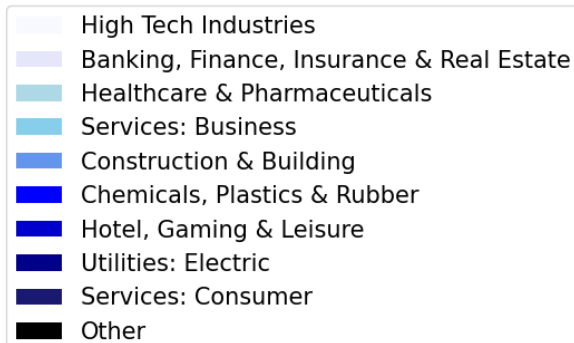 High Tech Industries
Banking, Finance, Insurance & Real Estate
Healthcare & Pharmaceuticals
Services: Business
Construction & Building
Chemicals, Plastics & Rubber
Hotel, Gaming & Leisure
Utilities: Electric
Services: Consumer
Other